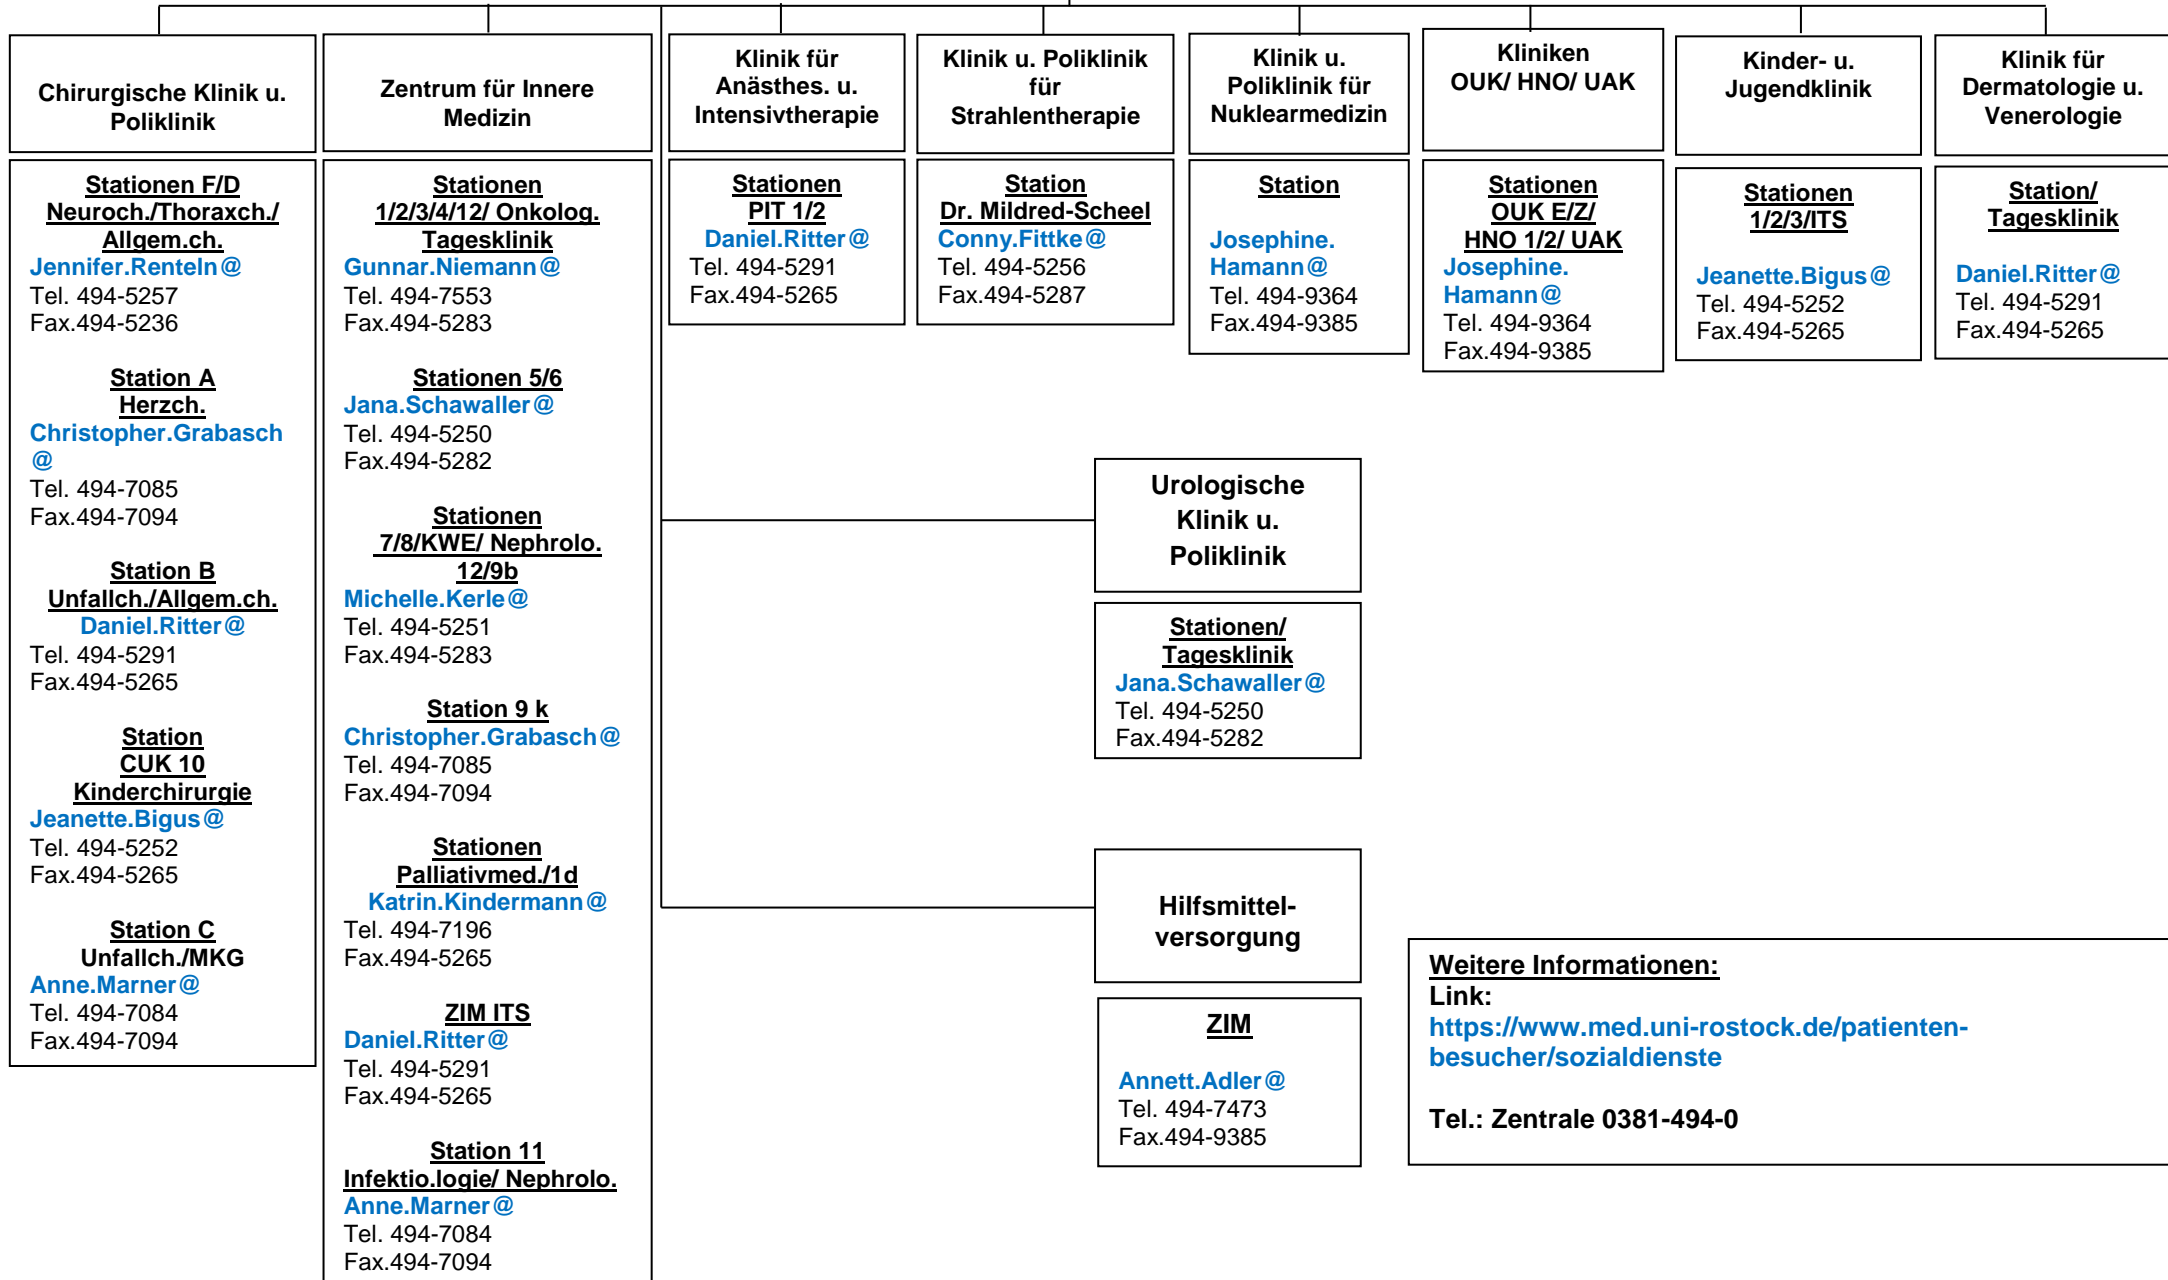 Chirurgische Klinik u.
Poliklinik
Stationen F/D
Neuroch./Thoraxch./
Allgem.ch.
Jennifer.Renteln@
Tel. 494-5257
Fax.494-5236
Station A
Herzch.
Christopher.Grabasch
@
Tel. 494-7085
Fax.494-7094
Station B
Unfallch./Allgem.ch.
Daniel.Ritter@
Tel. 494-5291
Fax.494-5265
Station
CUK 10
Kinderchirurgie
Jeanette.Bigus@
Tel. 494-5252
Fax.494-5265
Station C
Unfallch./MKG
Anne.Marner@
Tel. 494-7084
Fax.494-7094
Zentrum für Innere
Medizin
Stationen
1/2/3/4/12/ Onkolog.
Tagesklinik
Gunnar.Niemann@
Tel. 494-7553
Fax.494-5283
Stationen 5/6
Jana.Schawaller@
Tel. 494-5250
Fax.494-5282
Stationen
7/8/KWE/ Nephrolo.
12/9b
Michelle.Kerle@
Tel. 494-5251
Fax.494-5283
Station 9 k
Christopher.Grabasch@
Tel. 494-7085
Fax.494-7094
Stationen
Palliativmed./1d
Katrin.Kindermann@
Tel. 494-7196
Fax.494-5265
ZIM ITS
Daniel.Ritter@
Tel. 494-5291
Fax.494-5265
Station 11
Infektio.logie/ Nephrolo.
Anne.Marner@
Tel. 494-7084
Fax.494-7094
Klinik für
Anästhes. u.
Intensivtherapie
Stationen
PIT 1/2
Daniel.Ritter@
Tel. 494-5291
Fax.494-5265
Klinik u. Poliklinik
für
Strahlentherapie
Station
Dr. Mildred-Scheel
Conny.Fittke@
Tel. 494-5256
Fax.494-5287
Klinik u.
Poliklinik für
Nuklearmedizin
Station
Josephine.
Hamann@
Tel. 494-9364
Fax.494-9385
Kliniken
OUK/ HNO/ UAK
Stationen
OUK E/Z/
HNO 1/2/ UAK
Josephine.
Hamann@
Tel. 494-9364
Fax.494-9385
Kinder- u.
Jugendklinik
Stationen
1/2/3/ITS
Jeanette.Bigus@
Tel. 494-5252
Fax.494-5265
Klinik für
Dermatologie u.
Venerologie
Station/
Tagesklinik
Daniel.Ritter@
Tel. 494-5291
Fax.494-5265
Urologische
Klinik u.
Poliklinik
Stationen/
Tagesklinik
Jana.Schawaller@
Tel. 494-5250
Fax.494-5282
Hilfsmittel-
versorgung
ZIM
Annett.Adler@
Tel. 494-7473
Fax.494-9385
Weitere Informationen:
Link:
https://www.med.uni-rostock.de/patienten-
besucher/sozialdienste
Tel.: Zentrale 0381-494-0